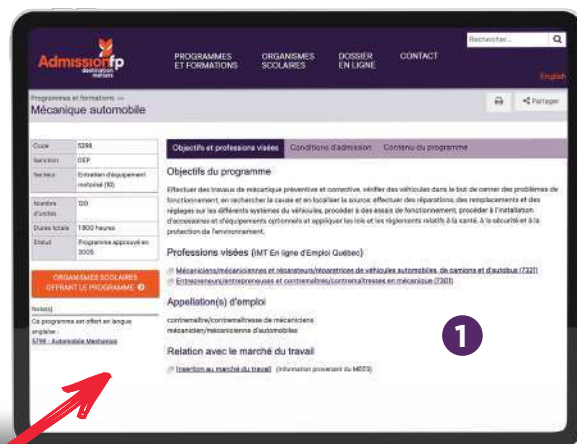 Rechercher...
Admissionfp
destination
métiers
PROGRAMMES
ET FORMATIONS
ORGANISMES
SCOLAIRES
DOSSIER
EN LIGNE
CONTACT
English
Programmes et formations >>
Mécanique automobile
Partager
Code 5298
Sanction DEP
Secteur Entretien d'équipement
motorisé (10)
Nombre
d'unités 120
Durée totale 1 800 heures
Statut Programme approuvé en
2005
ORGANISMES SCOLAIRES
OFFRANT LE PROGRAMME
Note(s)
Ce programme est offert en langue
anglaise :
5798 - Automobile Mechanics
Objectifs et professions visées Conditions d'admission Contenu du programme
Objectifs du programme
Effectuer des travaux de mécanique préventive et corrective, vérifier des véhicules dans le but de cerner des problèmes de
fonctionnement, en rechercher la cause et en localiser la source; effectuer des réparations, des remplacements et des
réglages sur les différents systèmes du véhicules, procéder à des essais de fonctionnement, procéder à l'installation
d'accessoires et d'équipements optionnels et appliquer les lois et les règlements relatifs à la santé, à la sécurité et à la
protection de l'environnement.
Professions visées (IMT En ligne d'Emploi Québec)
Mécaniciens/mécaniciennes et réparateurs/réparatrices de véhicules automobiles, de camions et d'autobus (7321)
Entrepreneurs/entrepreneuses et contremaîtres/contremaîtresses en mécanique (7301)
Appellation(s) d'emploi
contremaître/contremaîtresse de mécaniciens
mécanicien/mécanicienne d'automobiles
Relation avec le marché du travail
Insertion au marché du travail (Information provenant du MEES)
1